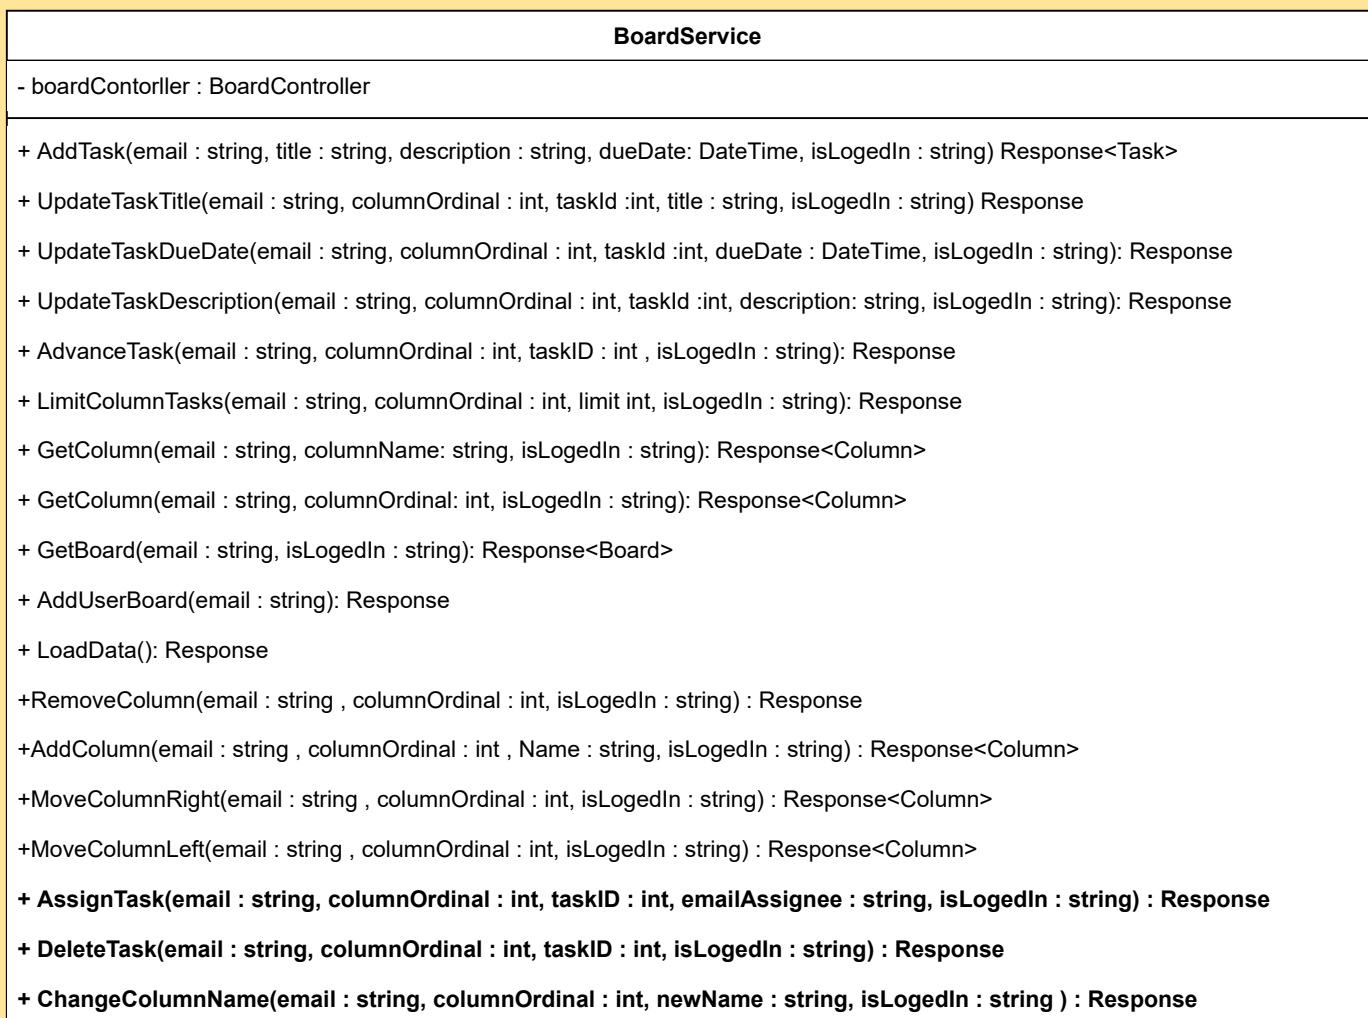 BoardService
- boardContorller : BoardController
+ AddTask(email : string, title : string, description : string, dueDate: DateTime, isLogedIn : string) Response<Task>
+ UpdateTaskTitle(email : string, columnOrdinal : int, taskId :int, title : string, isLogedIn : string) Response
+ UpdateTaskDueDate(email : string, columnOrdinal : int, taskId :int, dueDate : DateTime, isLogedIn : string): Response
+ UpdateTaskDescription(email : string, columnOrdinal : int, taskId :int, description: string, isLogedIn : string): Response
+ AdvanceTask(email : string, columnOrdinal : int, taskID : int , isLogedIn : string): Response
+ LimitColumnTasks(email : string, columnOrdinal : int, limit int, isLogedIn : string): Response
+ GetColumn(email : string, columnName: string, isLogedIn : string): Response<Column>
+ GetColumn(email : string, columnOrdinal: int, isLogedIn : string): Response<Column>
+ GetBoard(email : string, isLogedIn : string): Response<Board>
+ AddUserBoard(email : string): Response
+ LoadData(): Response
+RemoveColumn(email : string , columnOrdinal : int, isLogedIn : string) : Response
+AddColumn(email : string , columnOrdinal : int , Name : string, isLogedIn : string) : Response<Column>
+MoveColumnRight(email : string , columnOrdinal : int, isLogedIn : string) : Response<Column>
+MoveColumnLeft(email : string , columnOrdinal : int, isLogedIn : string) : Response<Column>
+ AssignTask(email : string, columnOrdinal : int, taskID : int, emailAssignee : string, isLogedIn : string) : Response
+ DeleteTask(email : string, columnOrdinal : int, taskID : int, isLogedIn : string) : Response
+ ChangeColumnName(email : string, columnOrdinal : int, newName : string, isLogedIn : string ) : Response